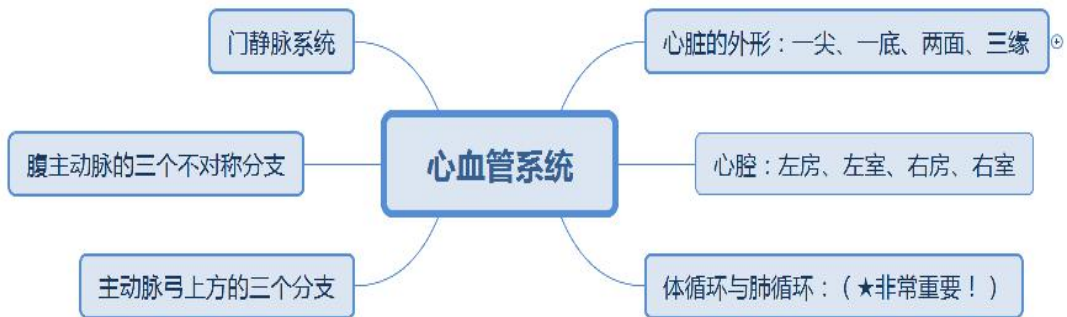 门静脉系统
心脏的外形：一尖、一底、两面、三缘
腹主动脉的三个不对称分支
心血管系统
心腔：左房、左室、右房、右室
主动脉弓上方的三个分支
体循环与肺循环：（★非常重要！）